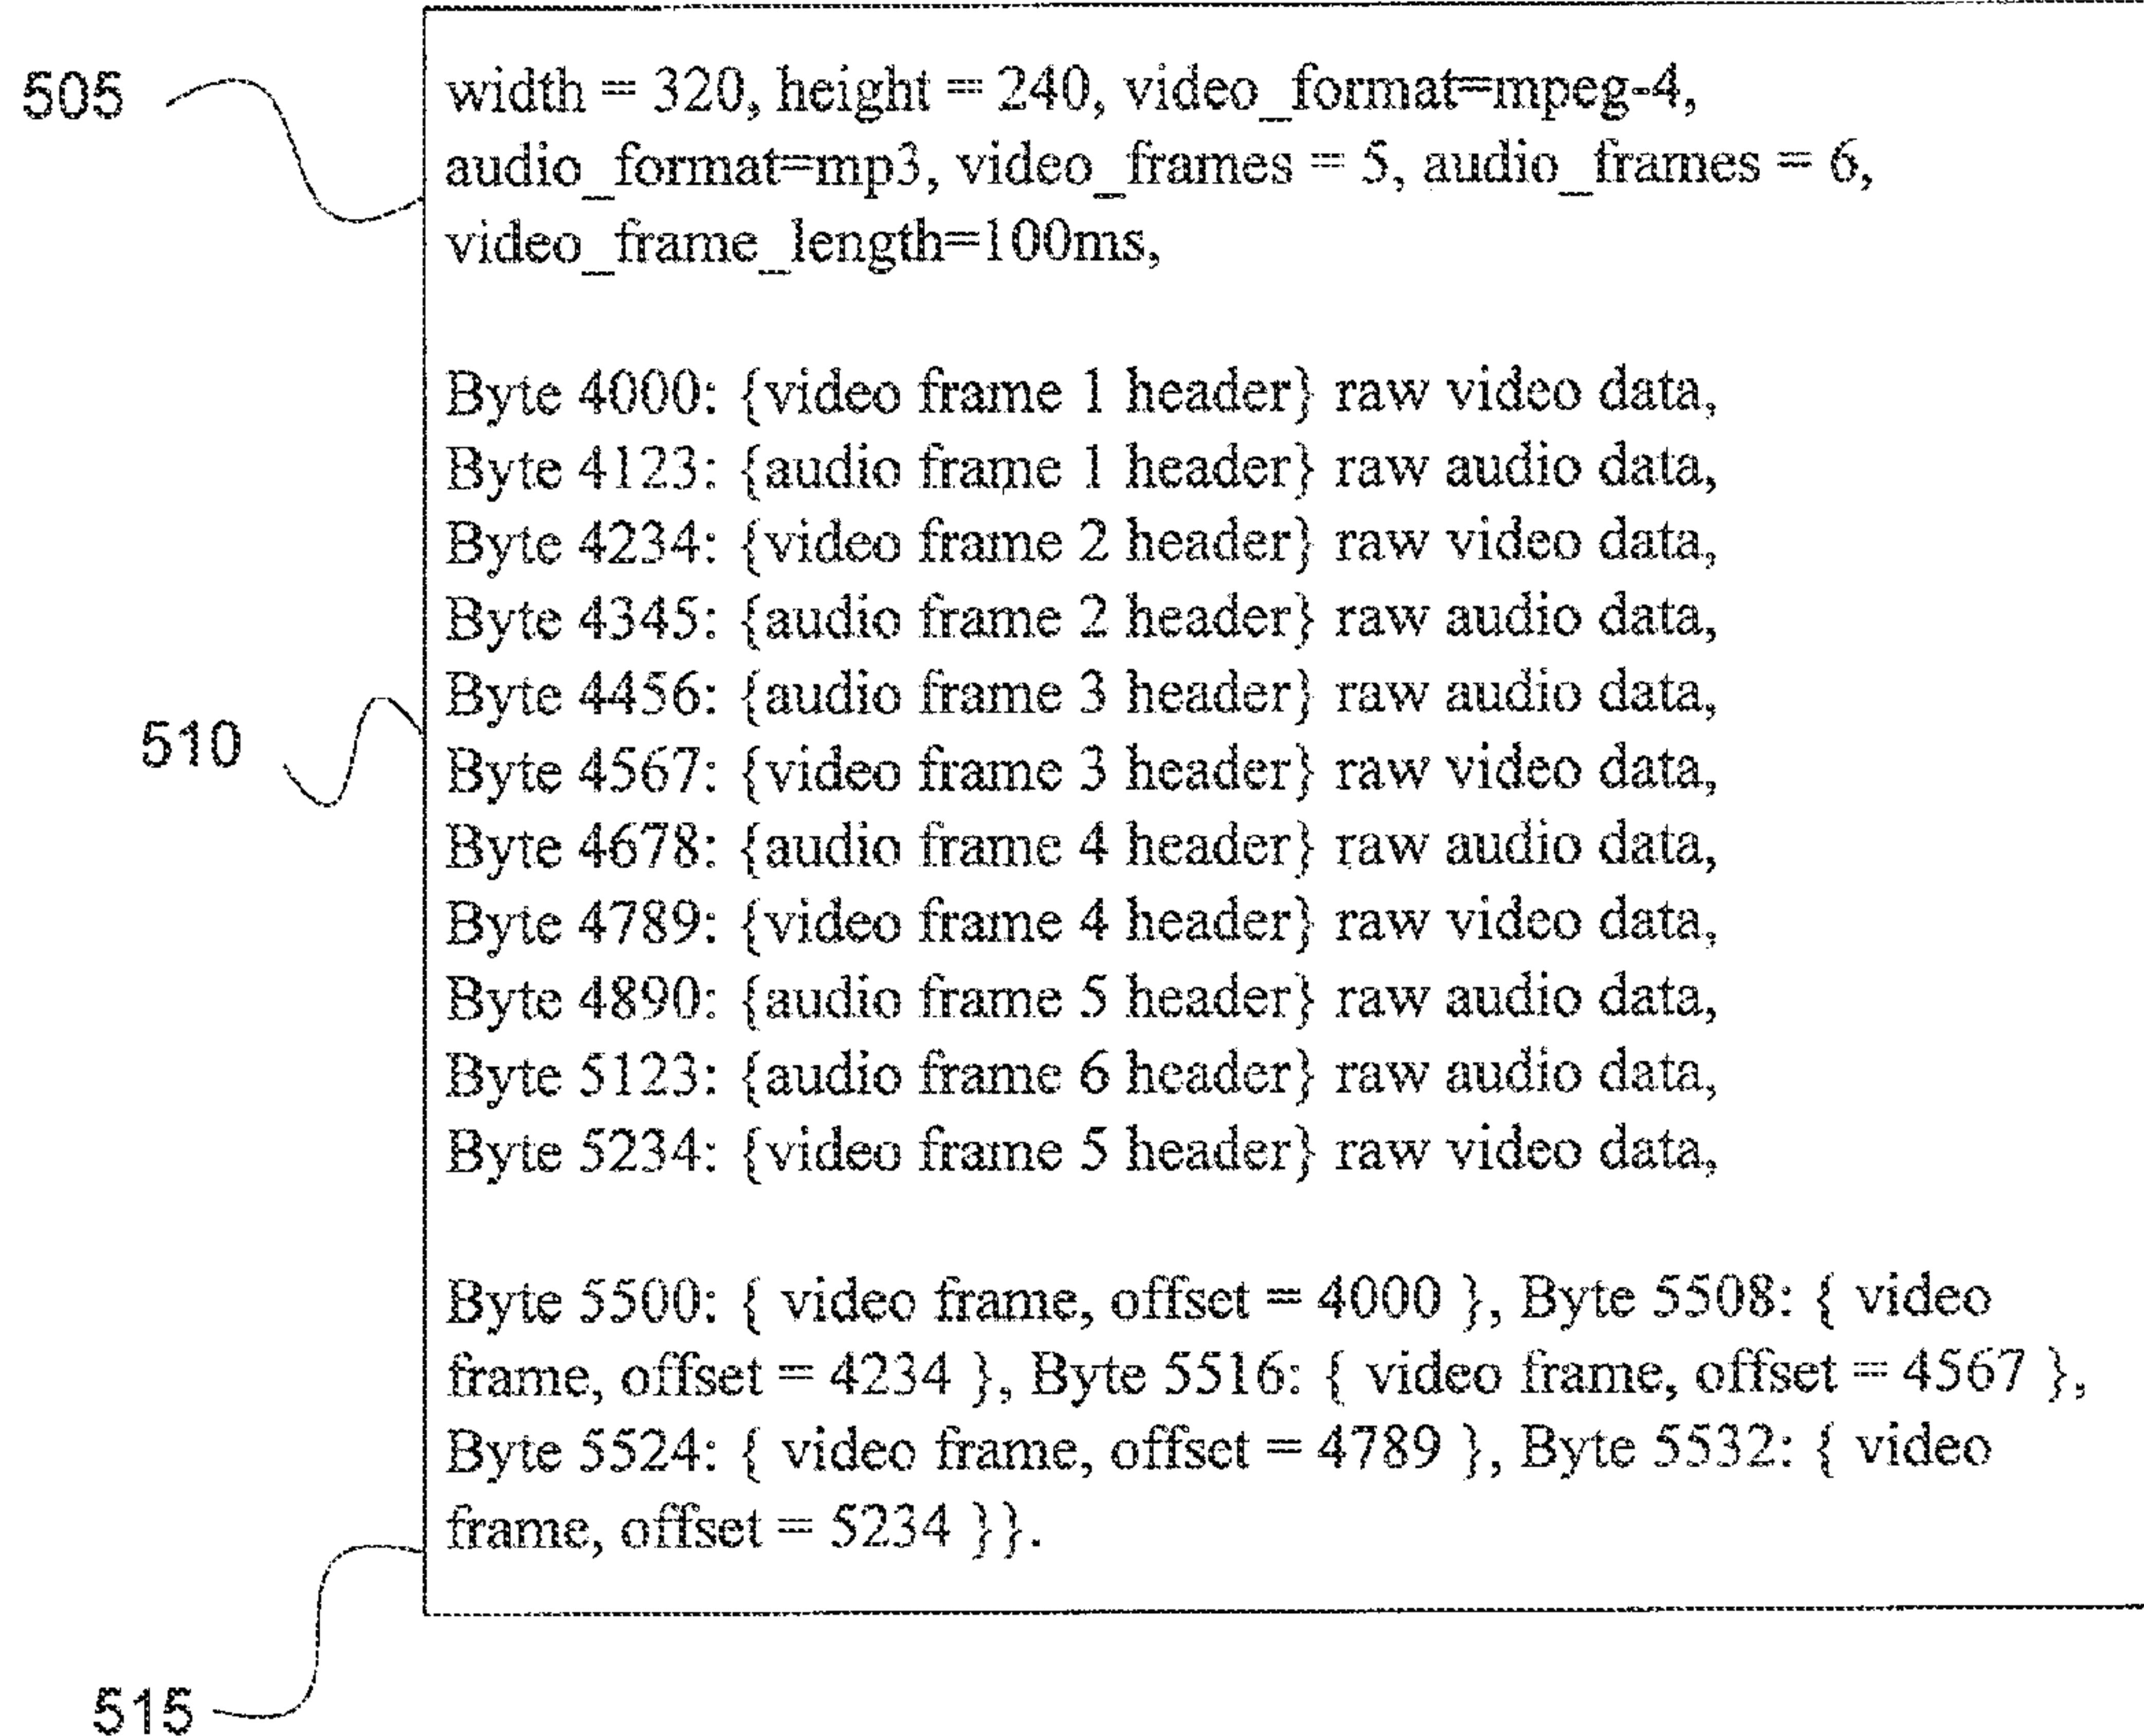 505
width = 320, height = 240, video_format=mpeg-4,
audio_format=mp3, video_frames = 5, audio_frames = 6,
video_frame_length=100ms,
Byte 4000: {video frame 1 header} raw video data,
Byte 4123: {audio frame 1 header} raw audio data,
Byte 4234: {video frame 2 header} raw video data,
Byte 4345: {audio frame 2 header} raw audio data,
Byte 4456: {audio frame 3 header} raw audio data,
510
Byte 4567: {video frame 3 header} raw video data,
Byte 4678: {audio frame 4 header} raw audio data,
Byte 4789: {video frame 4 header} raw video data,
Byte 4890: {audio frame 5 header} raw audio data,
Byte 5123: {audio frame 6 header} raw audio data,
Byte 5234: {video frame 5 header} raw video data,
Byte 5500: { video frame, offset = 4000 }, Byte 5508: { video
frame, offset = 4234 }, Byte 5516: { video frame, offset = 4567 },
Byte 5524: { video frame, offset = 4789 }, Byte 5532: { video
frame, offset = 5234 }}.
515